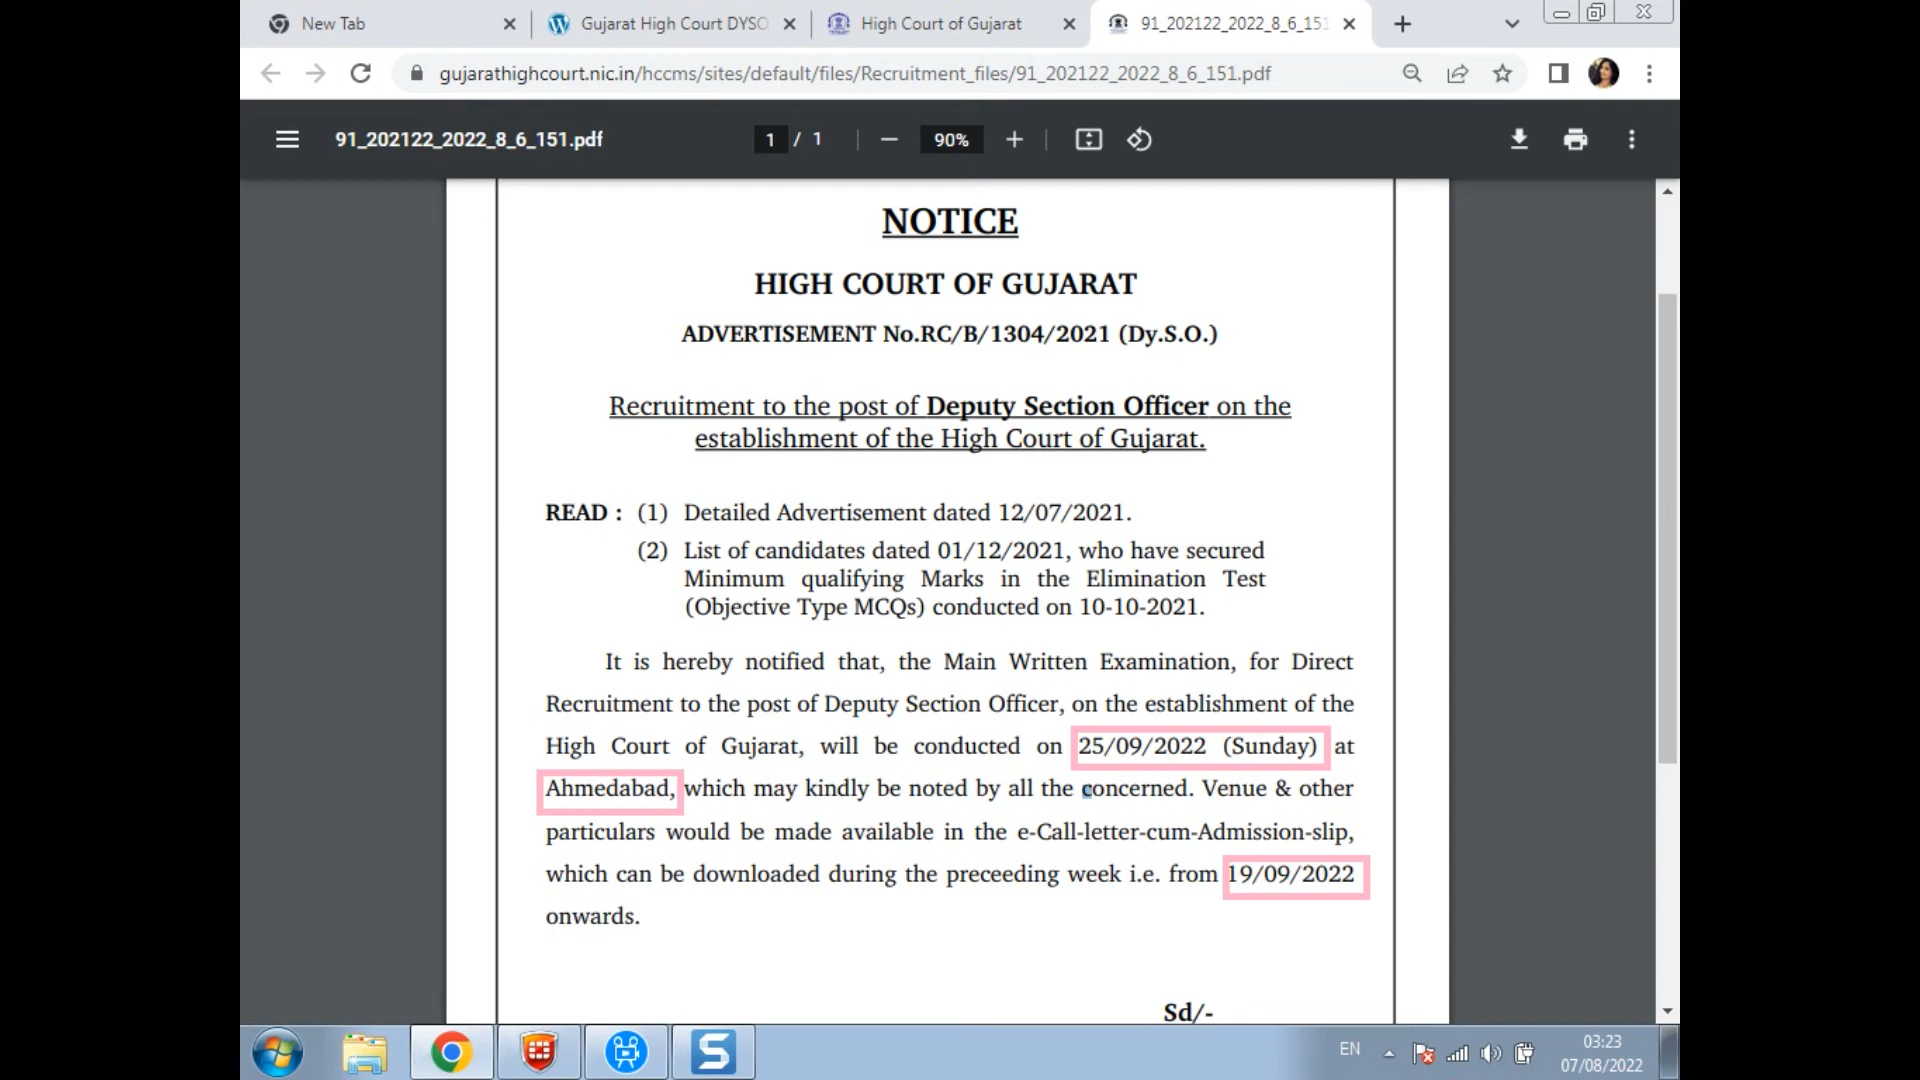 New Tab
Gujarat High Court DYSO
High Court of Gujarat
91_202122_2022_8_6_151
gujarathighcourt.nic.in/hccms/sites/default/files/Recruitment_files/91_202122_2022_8_6_151.pdf
91_202122_2022_8_6_151.pdf
1 / 1
90%
NOTICE
HIGH COURT OF GUJARAT
ADVERTISEMENT No.RC/B/1304/2021 (Dy.S.O.)
Recruitment to the post of Deputy Section Officer on the
establishment of the High Court of Gujarat.
READ : (1) Detailed Advertisement dated 12/07/2021.
(2) List of candidates dated 01/12/2021, who have secured
Minimum qualifying Marks in the Elimination Test
(Objective Type MCQs) conducted on 10-10-2021.
It is hereby notified that, the Main Written Examination, for Direct
Recruitment to the post of Deputy Section Officer, on the establishment of the
High Court of Gujarat, will be conducted on 25/09/2022 (Sunday) at
Ahmedabad, which may kindly be noted by all the concerned. Venue & other
particulars would be made available in the e-Call-letter-cum-Admission-slip,
which can be downloaded during the preceeding week i.e. from 19/09/2022
onwards.
Sd/-
EN
03:23
07/08/2022